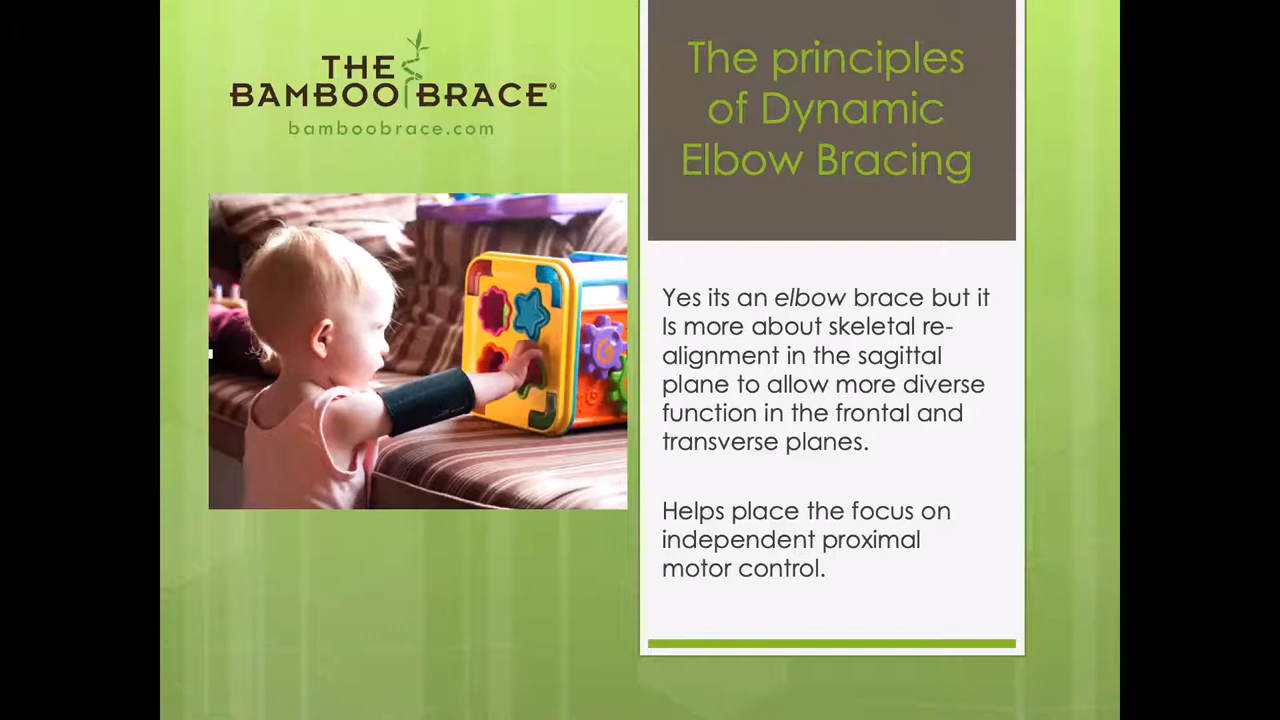 THE
BAMBOO BRACE®
bamboobrace.com
The principles
of Dynamic
Elbow Bracing
Yes its an elbow brace but it
Is more about skeletal re-
alignment in the sagittal
plane to allow more diverse
function in the frontal and
transverse planes.
Helps place the focus on
independent proximal
motor control.